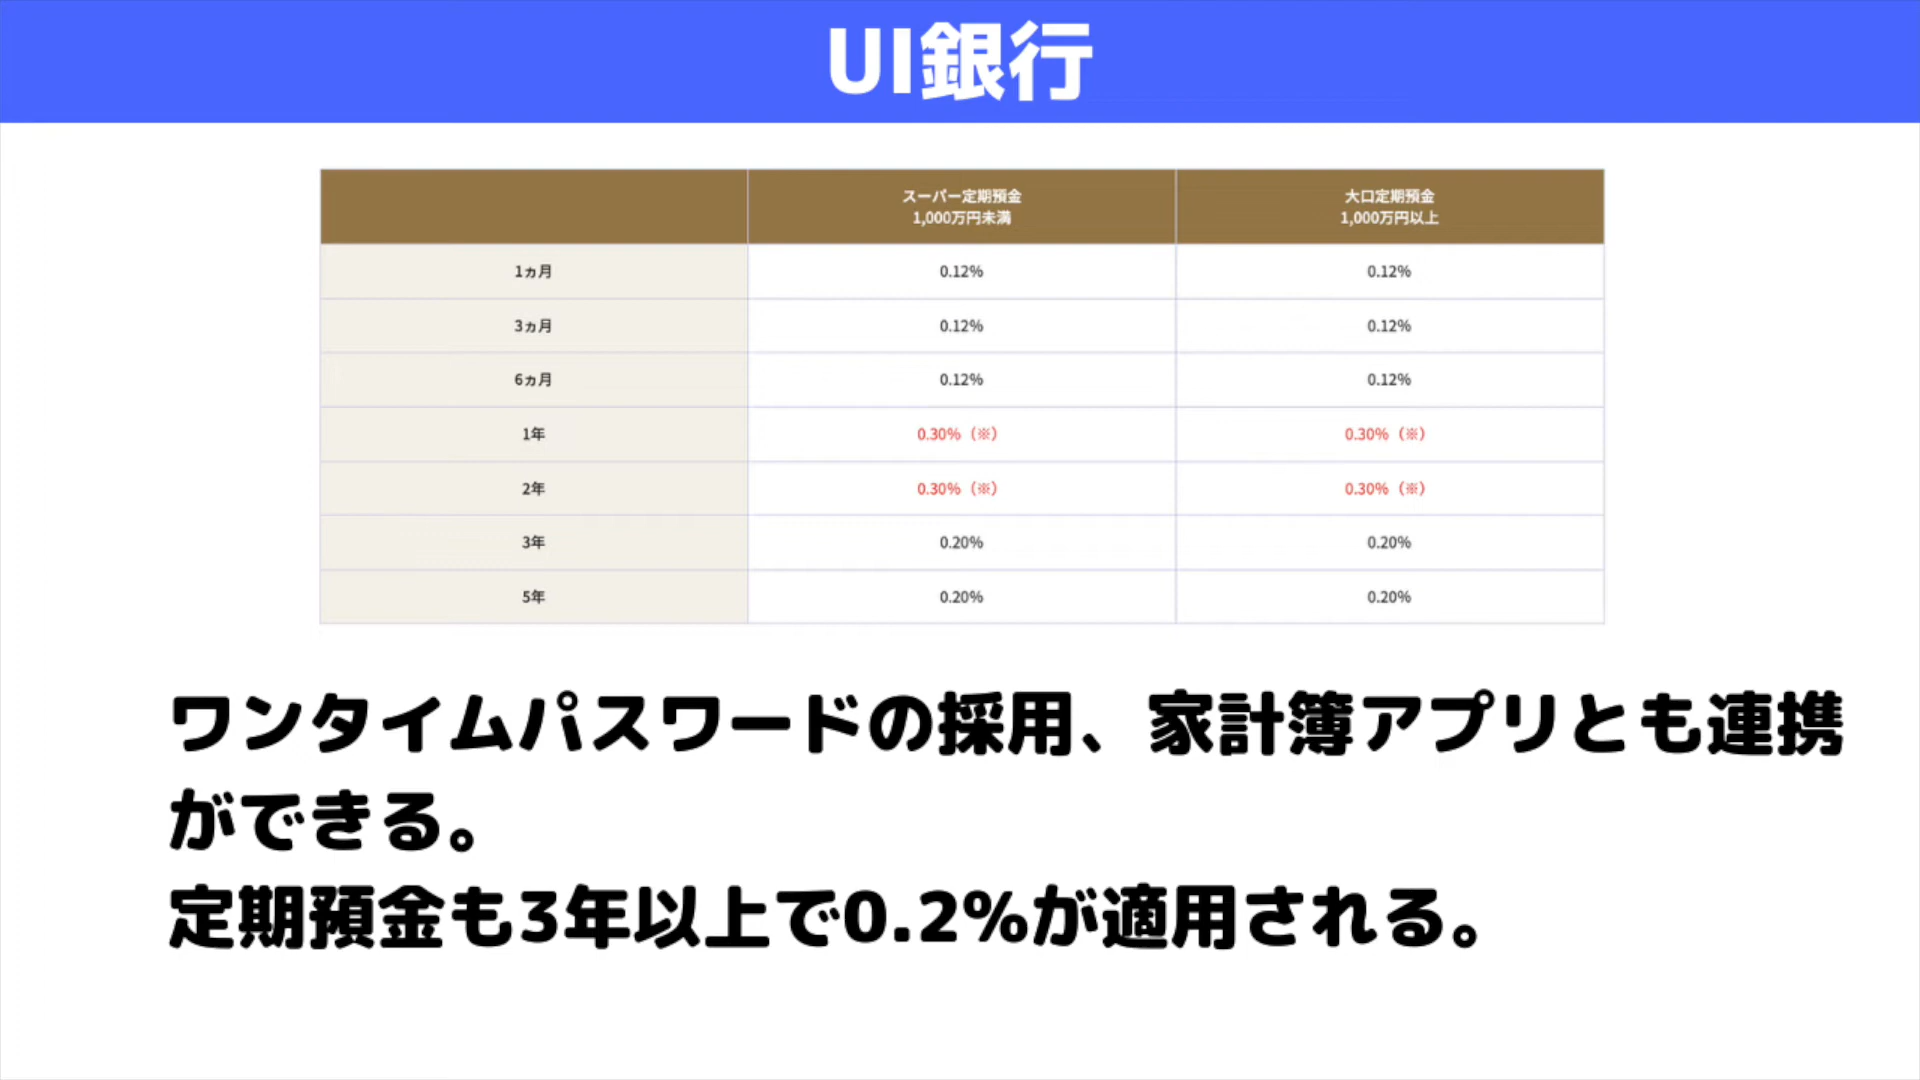 UI銀行
スーパー定期預金 大口定期預金
1,000万円未満 1,000万円以上
1ヵ月 0.12% 0.12%
3ヵ月 0.12% 0.12%
6ヵ月 0.12% 0.12%
1年 0.30%（※） 0.30%（※）
2年 0.30%（※） 0.30%（※）
3年 0.20% 0.20%
5年 0.20% 0.20%
ワンタイムパスワードの採用、家計簿アプリとも連携
ができる。
定期預金も3年以上で0.2%が適用される。